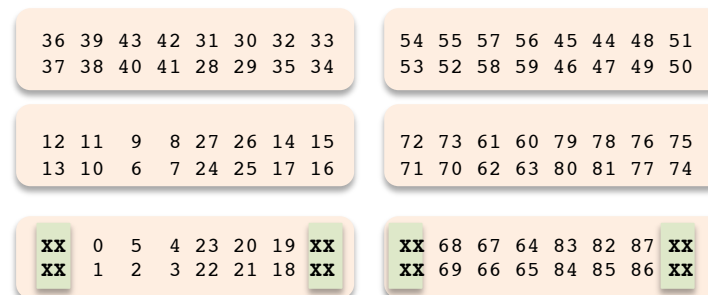 36 39 43 42 31 30 32 33
37 38 40 41 28 29 35 34
54 55 57 56 45 44 48 51
53 52 58 59 46 47 49 50
12 11 9 8 27 26 14 15
13 10 6 7 24 25 17 16
72 73 61 60 79 78 76 75
71 70 62 63 80 81 77 74
xx 0 5 4 23 20 19 xx
xx 1 2 3 22 21 18 xx
xx 68 67 64 83 82 87 xx
xx 69 66 65 84 85 86 xx